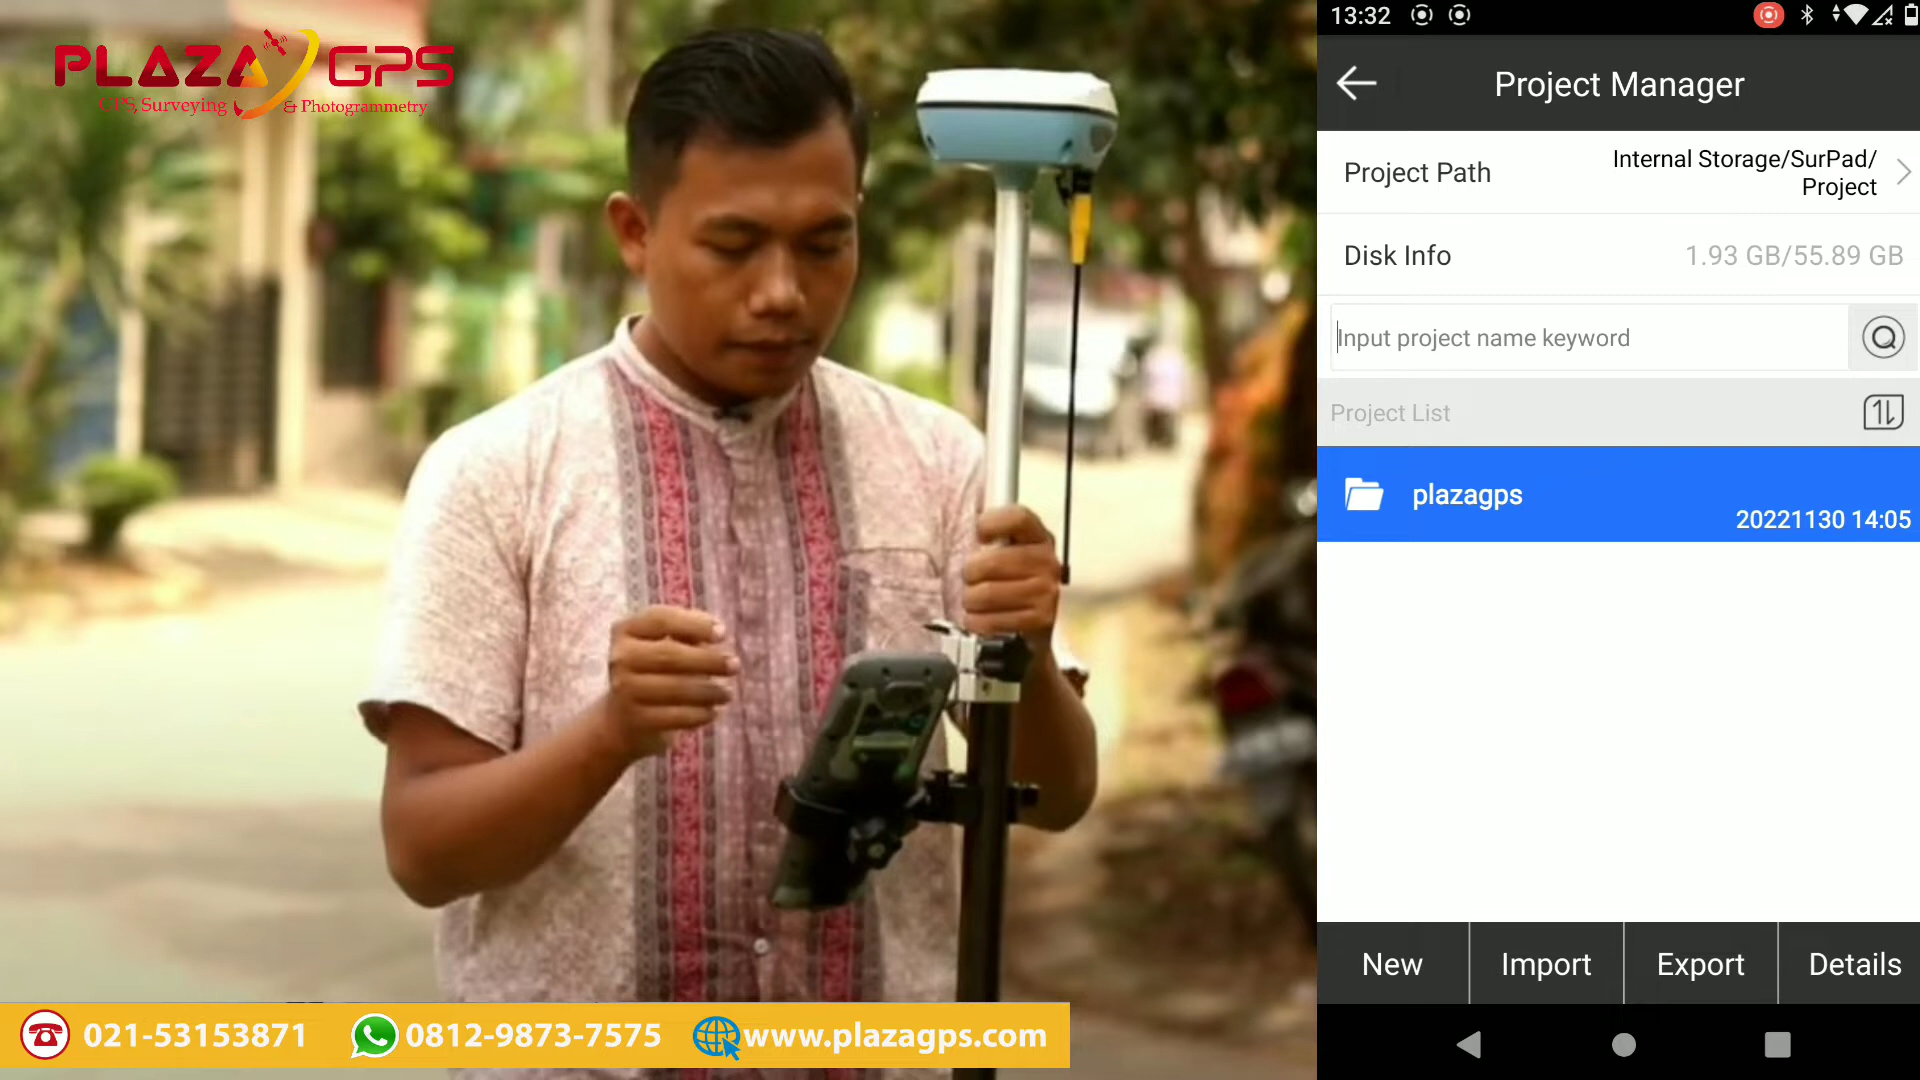 PLAZA GPS
GPS, Surveying & Photogrammetry
13:32
Project Manager
Project Path
Internal Storage/SurPad/
Project
Disk Info
1.93 GB/55.89 GB
Input project name keyword
Project List
plazagps
20221130 14:05
New
Import
Export
Details
021-53153871
0812-9873-7575
www.plazagps.com